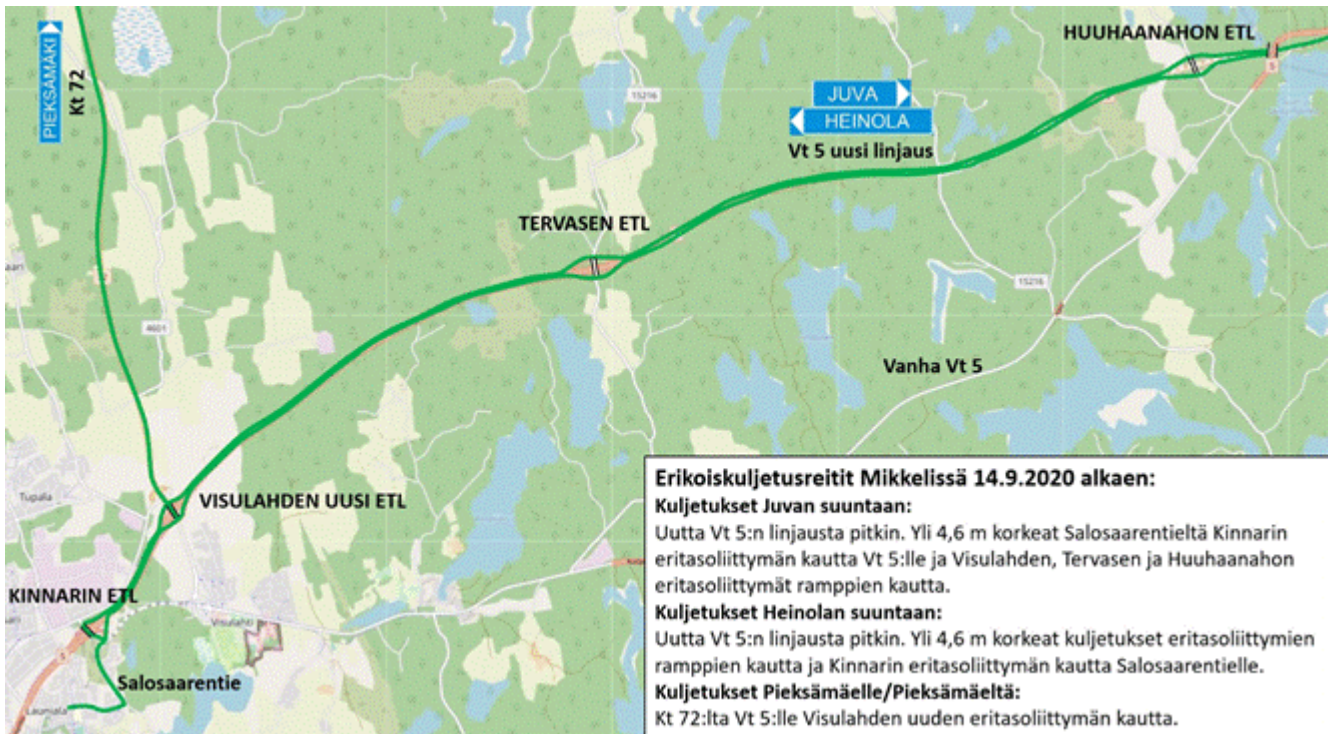 HUUHAANAHON ETL
PIEKSÄMÄKI
Kt 72
JUVA
HEINOLA
Vt 5 uusi linjaus
5
15216
TERVASEN ETL
15216
4601
Vanha Vt 5
Tupala
VISULAHDEN UUSI ETL
KINNARIN ETL
Visulahti
5
Salosaarentie
Launiala
Erikoiskuljetusreitit Mikkelissä 14.9.2020 alkaen:
Kuljetukset Juvan suuntaan:
Uutta Vt 5:n linjausta pitkin. Yli 4,6 m korkeat Salosaarentieltä Kinnarin
eritasoliittymän kautta Vt 5:lle ja Visulahden, Tervasen ja Huuhaanahon
eritasoliittymät ramppien kautta.
Kuljetukset Heinolan suuntaan:
Uutta Vt 5:n linjausta pitkin. Yli 4,6 m korkeat kuljetukset eritasoliittymien
ramppien kautta ja Kinnarin eritasoliittymän kautta Salosaarentielle.
Kuljetukset Pieksämäelle/Pieksämäeltä:
Kt 72:lta Vt 5:lle Visulahden uuden eritasoliittymän kautta.